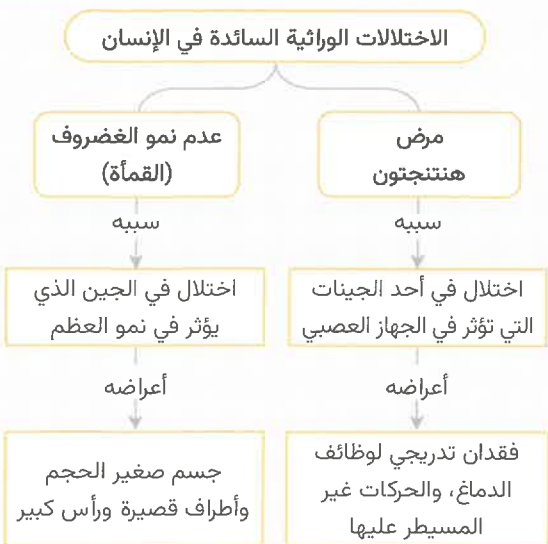 الاختلالات الوراثية السائدة في الإنسان
مرض
هنتنجتون
سببه
اختلال في أحد الجينات
التي تؤثر في الجهاز العصبي
أعراضه
فقدان تدريجي لوظائف
الدماغ، والحركات غير
المسيطر عليها
عدم نمو الغضروف
(القمأة)
سببه
اختلال في الجين الذي
يؤثر في نمو العظم
أعراضه
جسم صغير الحجم
وأطراف قصيرة ورأس كبير